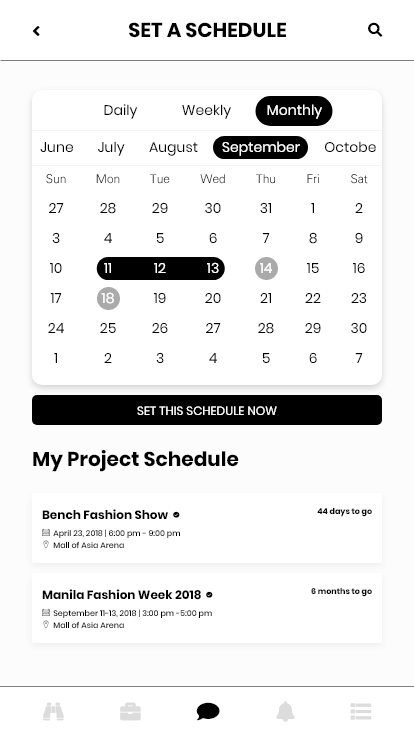 SET A SCHEDULE
Daily Weekly Monthly
June July August September Octobe
Sun Mon Tue Wed Thu Fri Sat
27 28 29 30 31 1 2
3 4 5 6 7 8 9
10 11 12 13 14 15 16
17 18 19 20 21 22 23
24 25 26 27 28 29 30
1 2 3 4 5 6 7
SET THIS SCHEDULE NOW
My Project Schedule
Bench Fashion Show 44 days to go
April 23, 2018 | 6:00 pm - 9:00 pm
Mall of Asia Arena
Manila Fashion Week 2018 6 months to go
September 11-13, 2018 | 3:00 pm -5:00 pm
Mall of Asia Arena